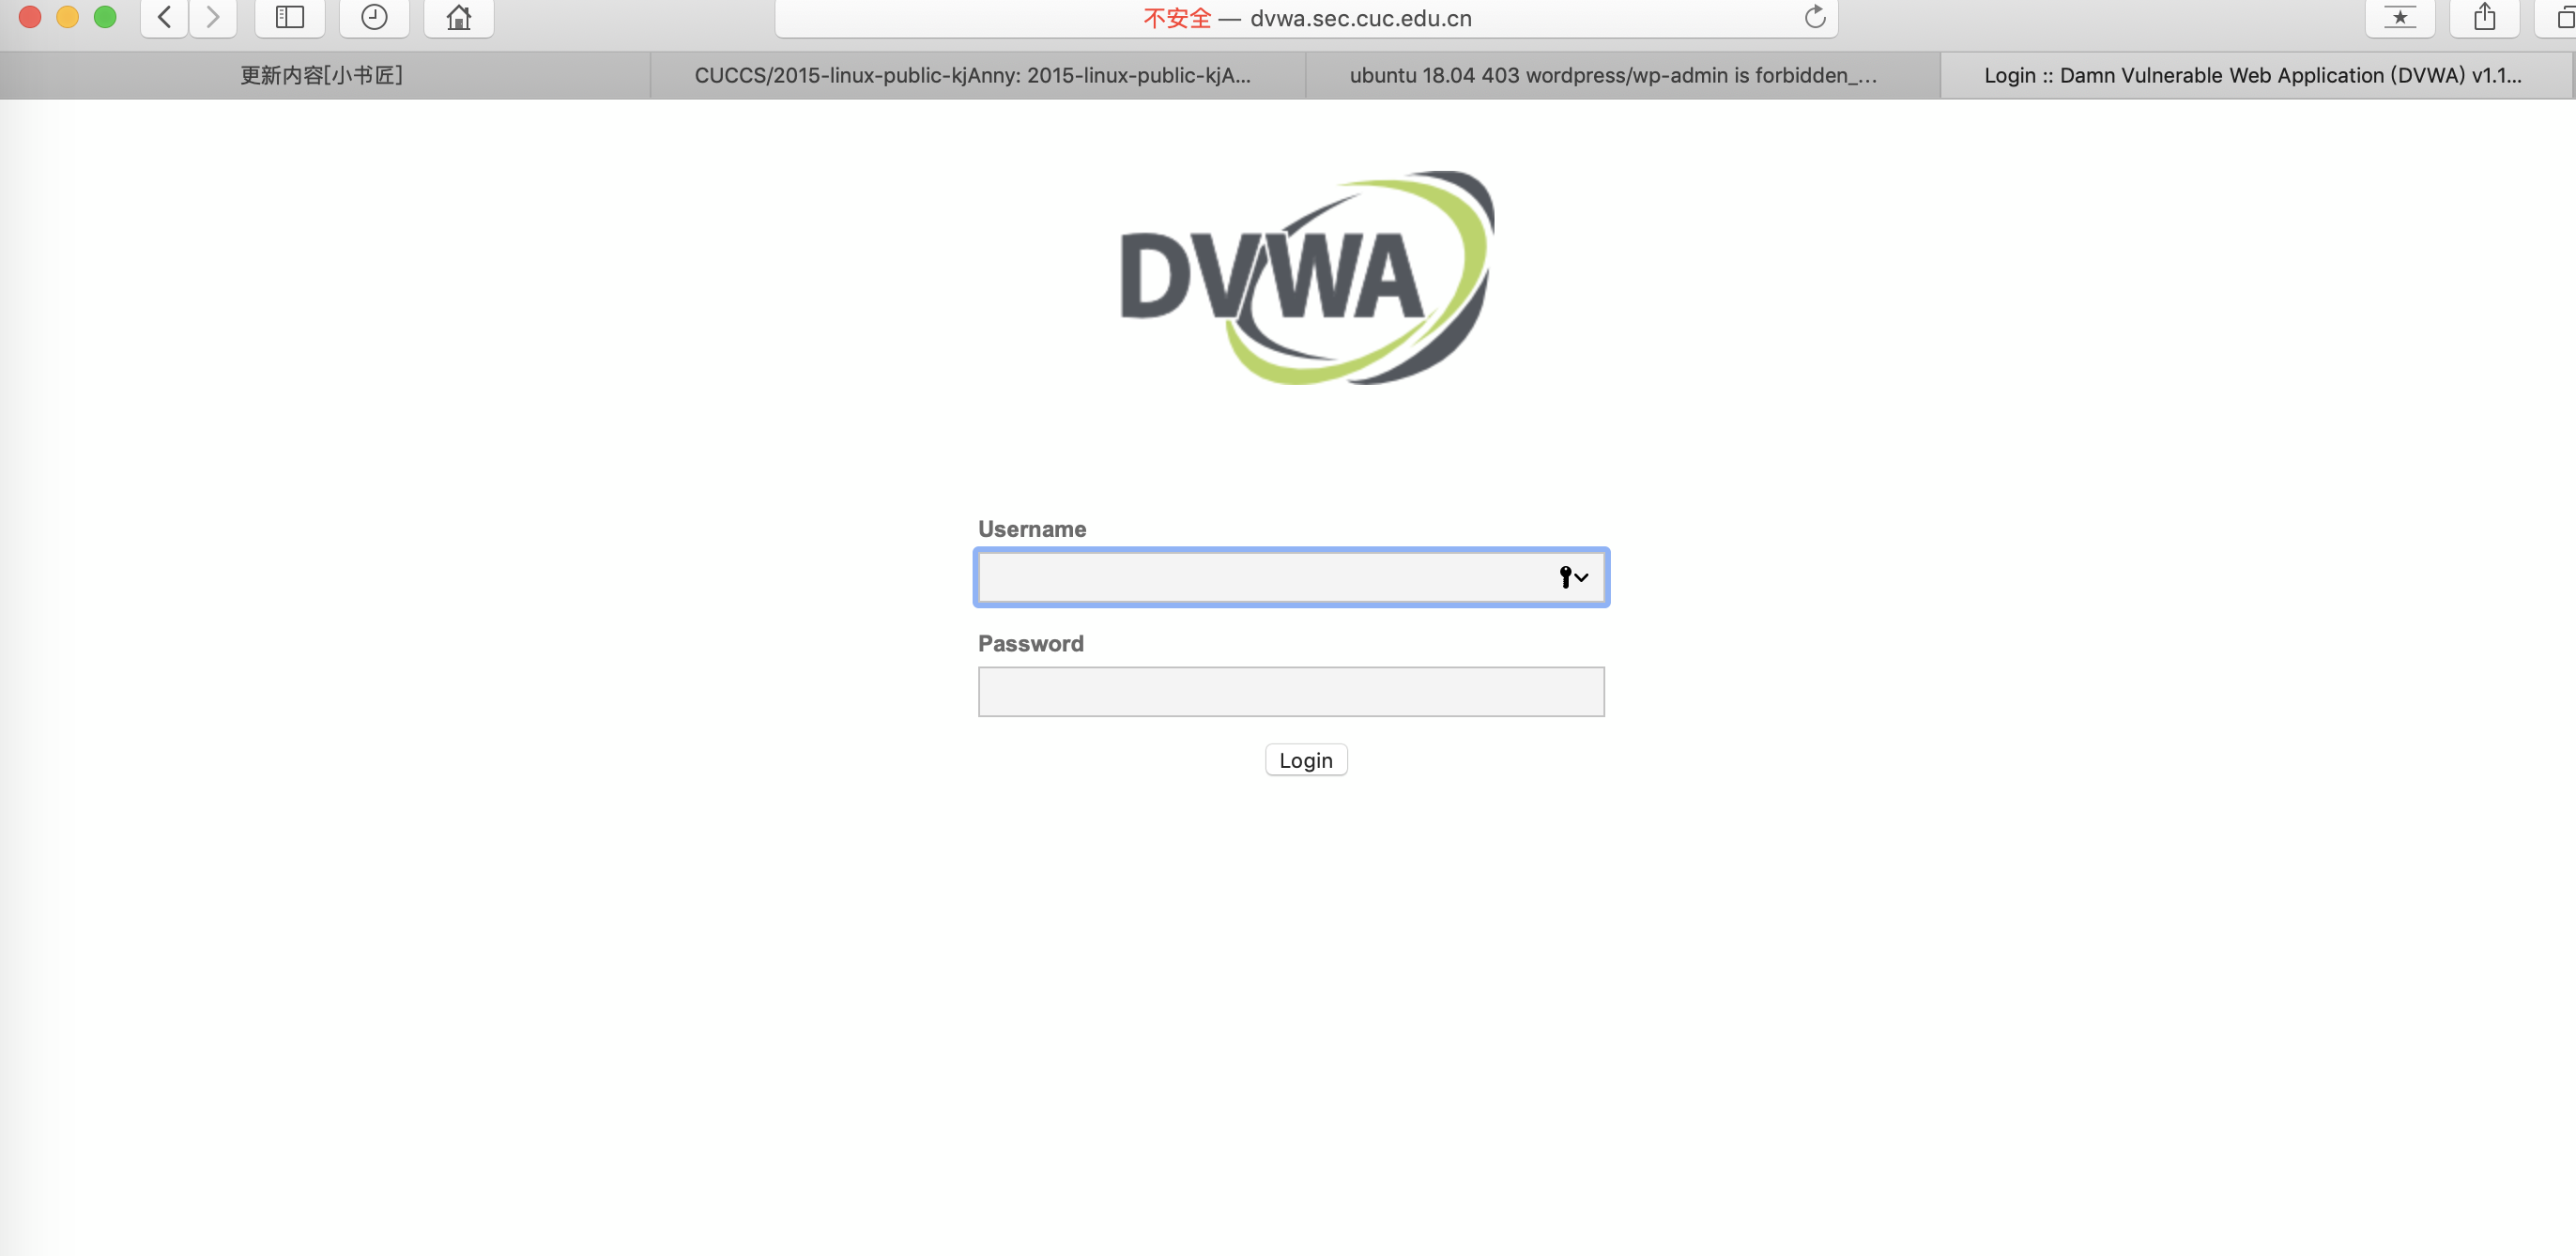 不安全 — dvwa.sec.cuc.edu.cn
更新内容[小书匠]
CUCCS/2015-linux-public-kjAnny: 2015-linux-public-kjA...
ubuntu 18.04 403 wordpress/wp-admin is forbidden_...
Login :: Damn Vulnerable Web Application (DVWA) v1.1...
DVWA
Username
Password
Login